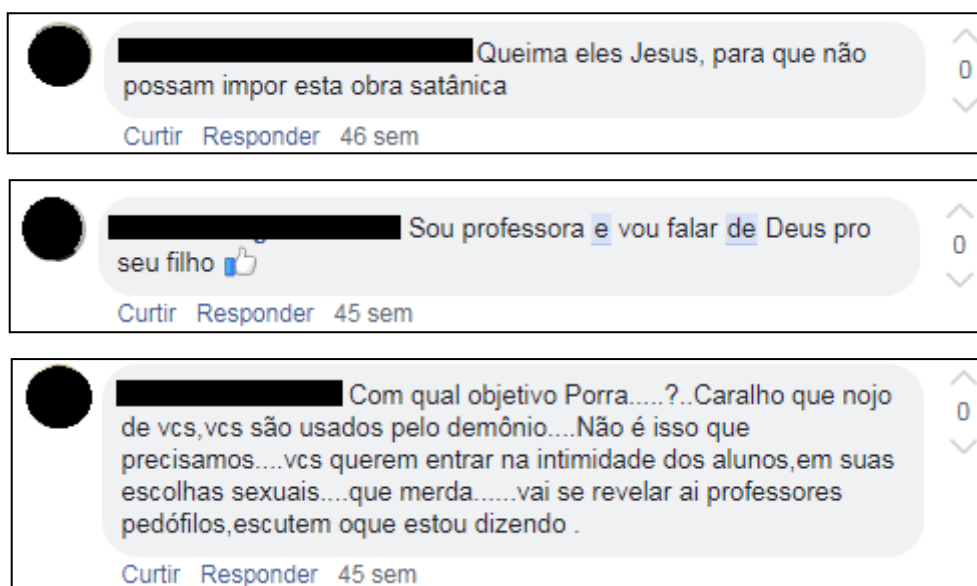 Queima eles Jesus, para que não
possam impor esta obra satânica
0
Curtir Responder 46 sem
Sou professora e vou falar de Deus pro
seu filho
0
Curtir Responder 45 sem
Com qual objetivo Porra.....?..Caralho que nojo
de vcs,vcs são usados pelo demônio....Não é isso que
precisamos....vcs querem entrar na intimidade dos alunos,em suas
escolhas sexuais....que merda......vai se revelar ai professores
pedófilos,escutem oque estou dizendo .
0
Curtir Responder 45 sem